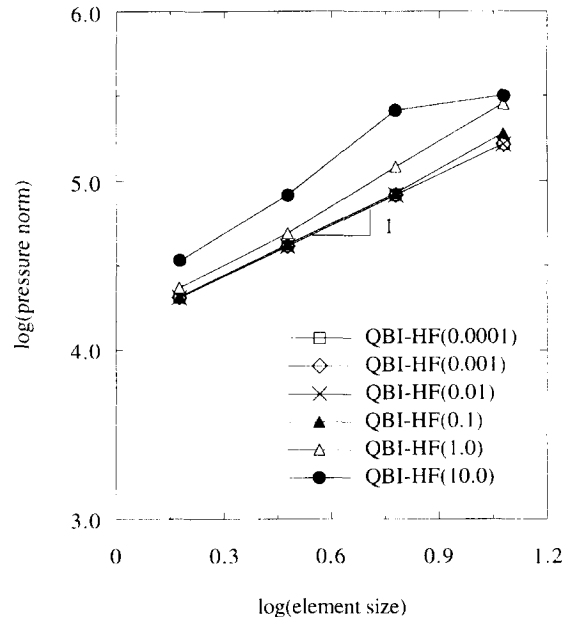 6.0
5.0
4.0
3.0
log(pressure norm)
1
QBI-HF(0.0001)
QBI-HF(0.001)
QBI-HF(0.01)
QBI-HF(0.1)
QBI-HF(1.0)
QBI-HF(10.0)
0 0.3 0.6 0.9 1.2
log(element size)